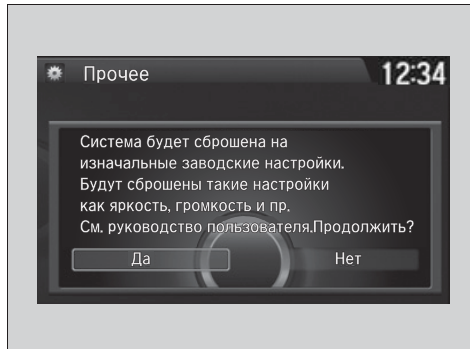 Прочее
12:34
Система будет сброшена на
изначальные заводские настройки.
Будут сброшены такие настройки
как яркость, громкость и пр.
См. руководство пользователя.Продолжить?
Да
Нет